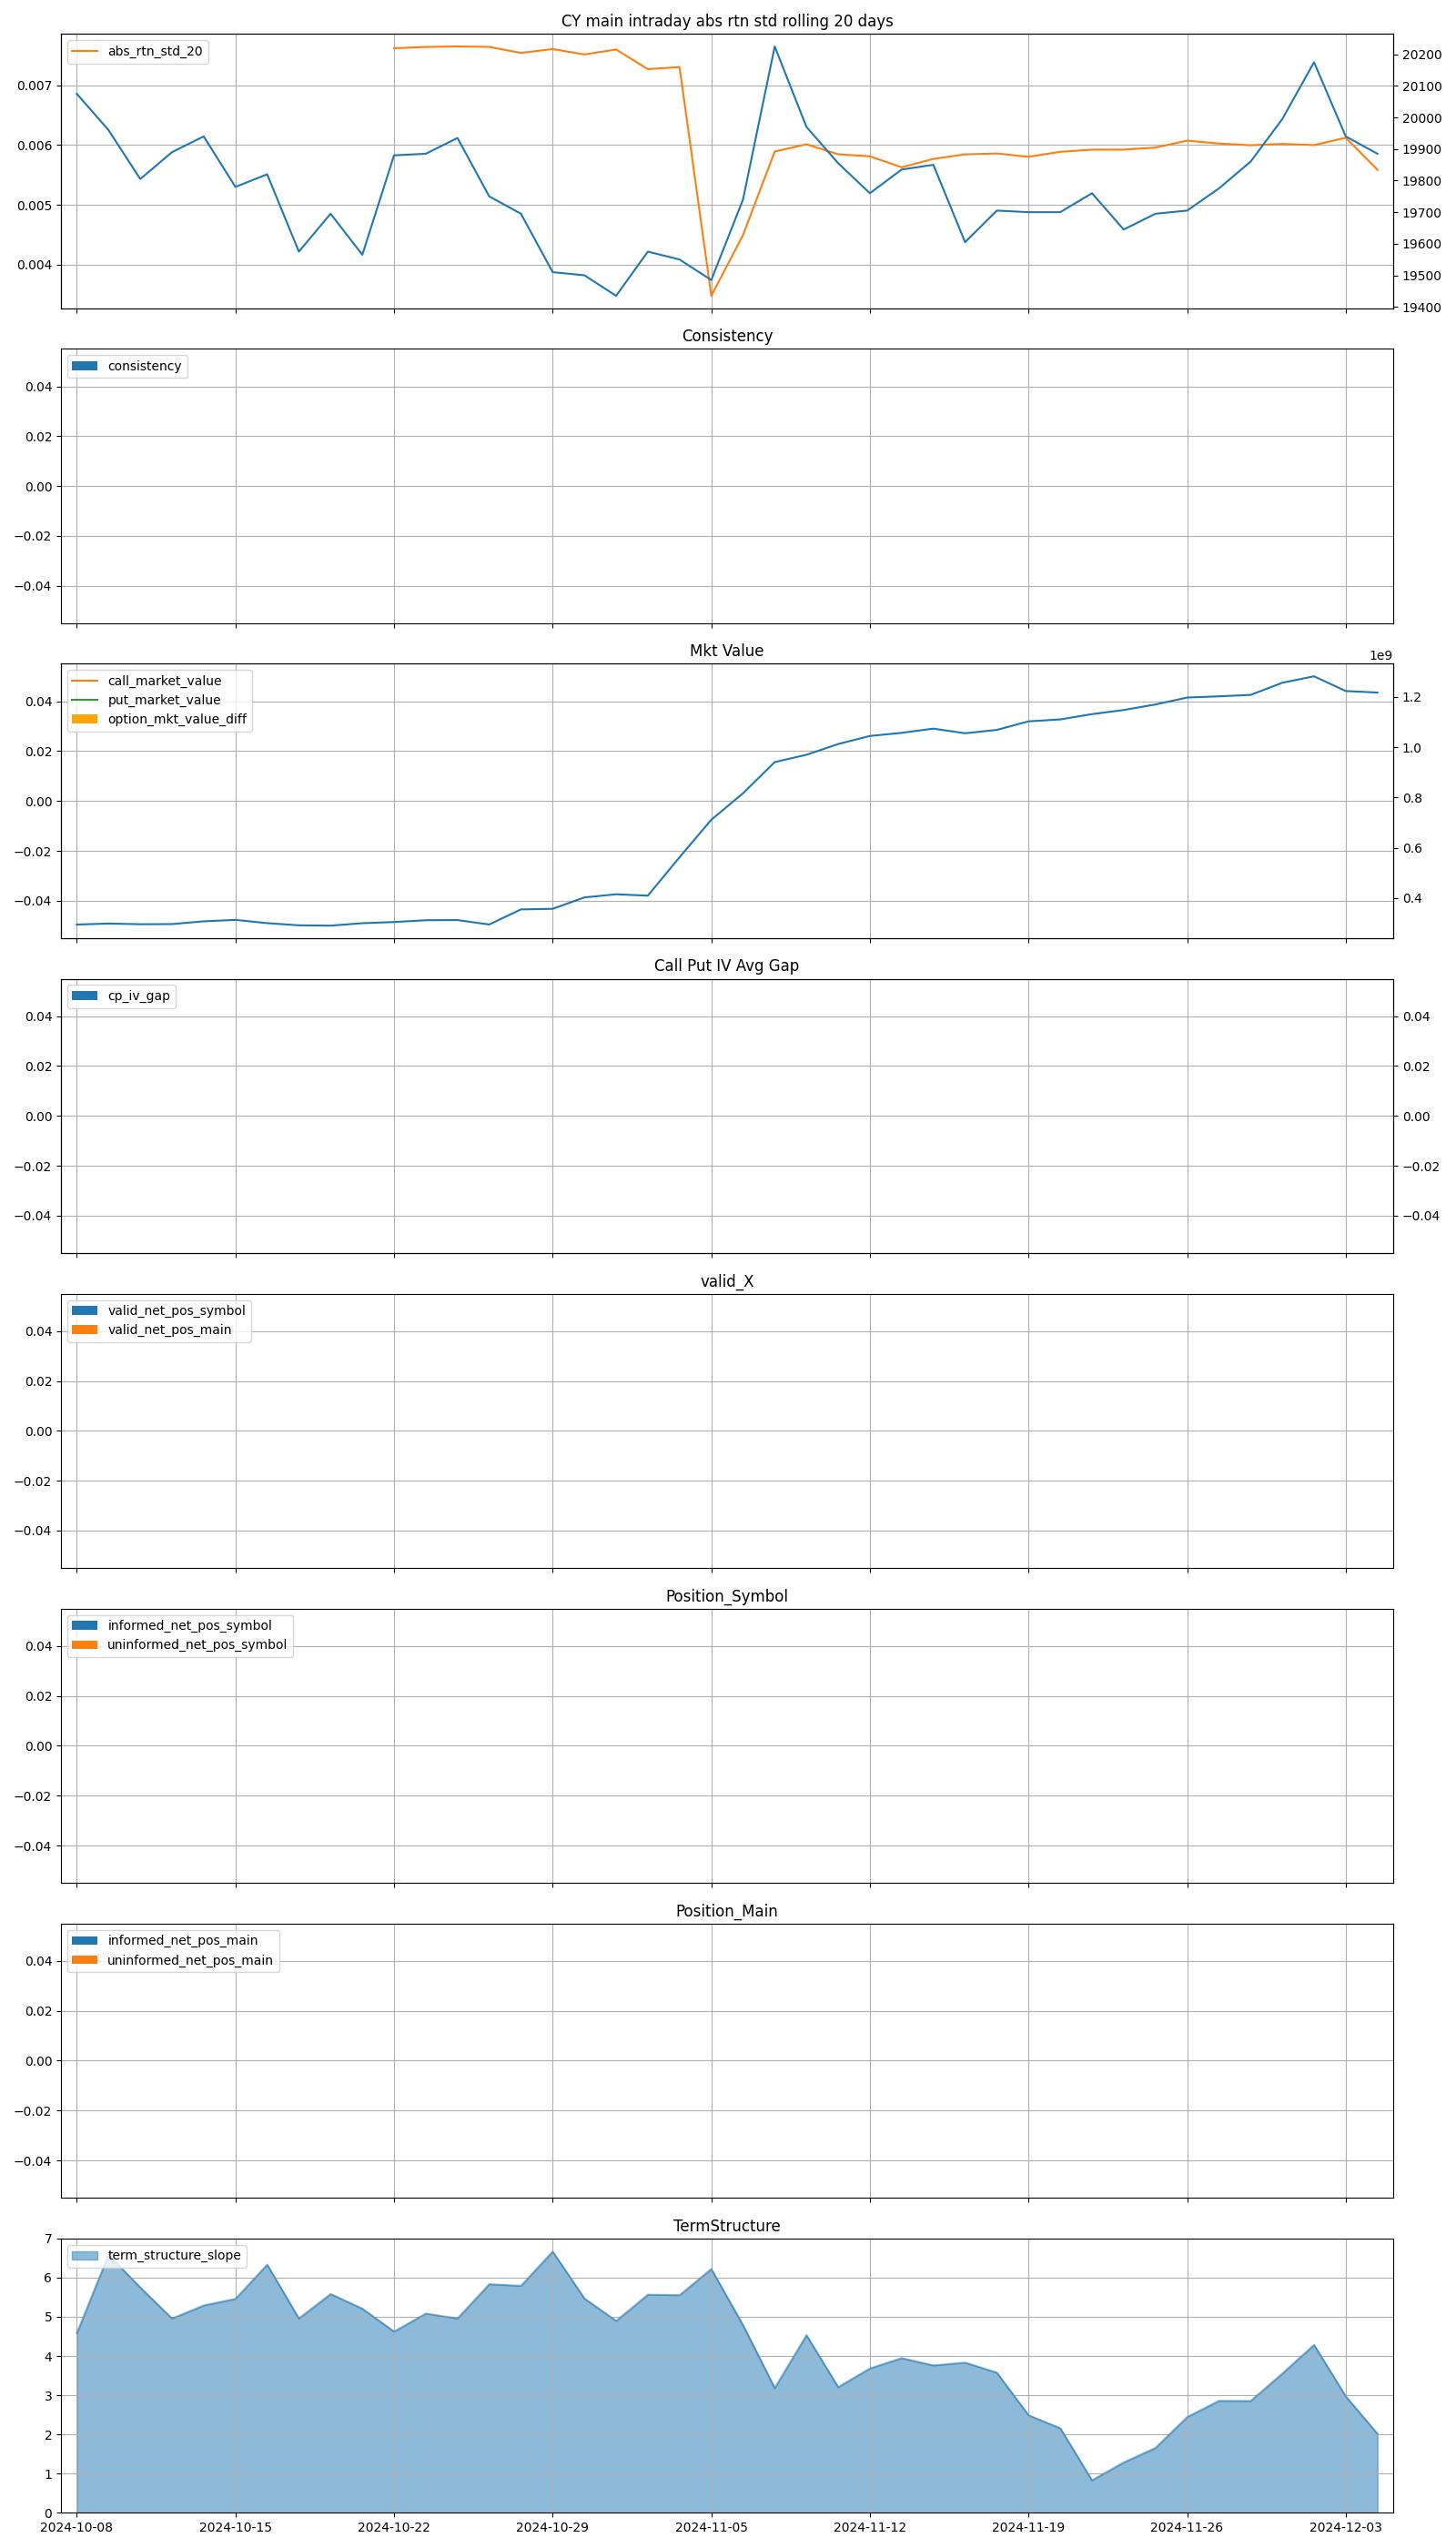 CY main intraday abs rtn std rolling 20 days
abs_rtn_std_20
0.007
0.006
0.005
0.004
20200
20100
20000
19900
19800
19700
19600
19500
19400
Consistency
consistency
0.04
0.02
0.00
−0.02
−0.04
Mkt Value
1e9
call_market_value
put_market_value
option_mkt_value_diff
0.04
0.02
0.00
−0.02
−0.04
1.2
1.0
0.8
0.6
0.4
Call Put IV Avg Gap
cp_iv_gap
0.04
0.02
0.00
−0.02
−0.04
0.04
0.02
0.00
−0.02
−0.04
valid_X
valid_net_pos_symbol
valid_net_pos_main
0.04
0.02
0.00
−0.02
−0.04
Position_Symbol
informed_net_pos_symbol
uninformed_net_pos_symbol
0.04
0.02
0.00
−0.02
−0.04
Position_Main
informed_net_pos_main
uninformed_net_pos_main
0.04
0.02
0.00
−0.02
−0.04
TermStructure
term_structure_slope
7
6
5
4
3
2
1
0
2024-10-08 2024-10-15 2024-10-22 2024-10-29 2024-11-05 2024-11-12 2024-11-19 2024-11-26 2024-12-03